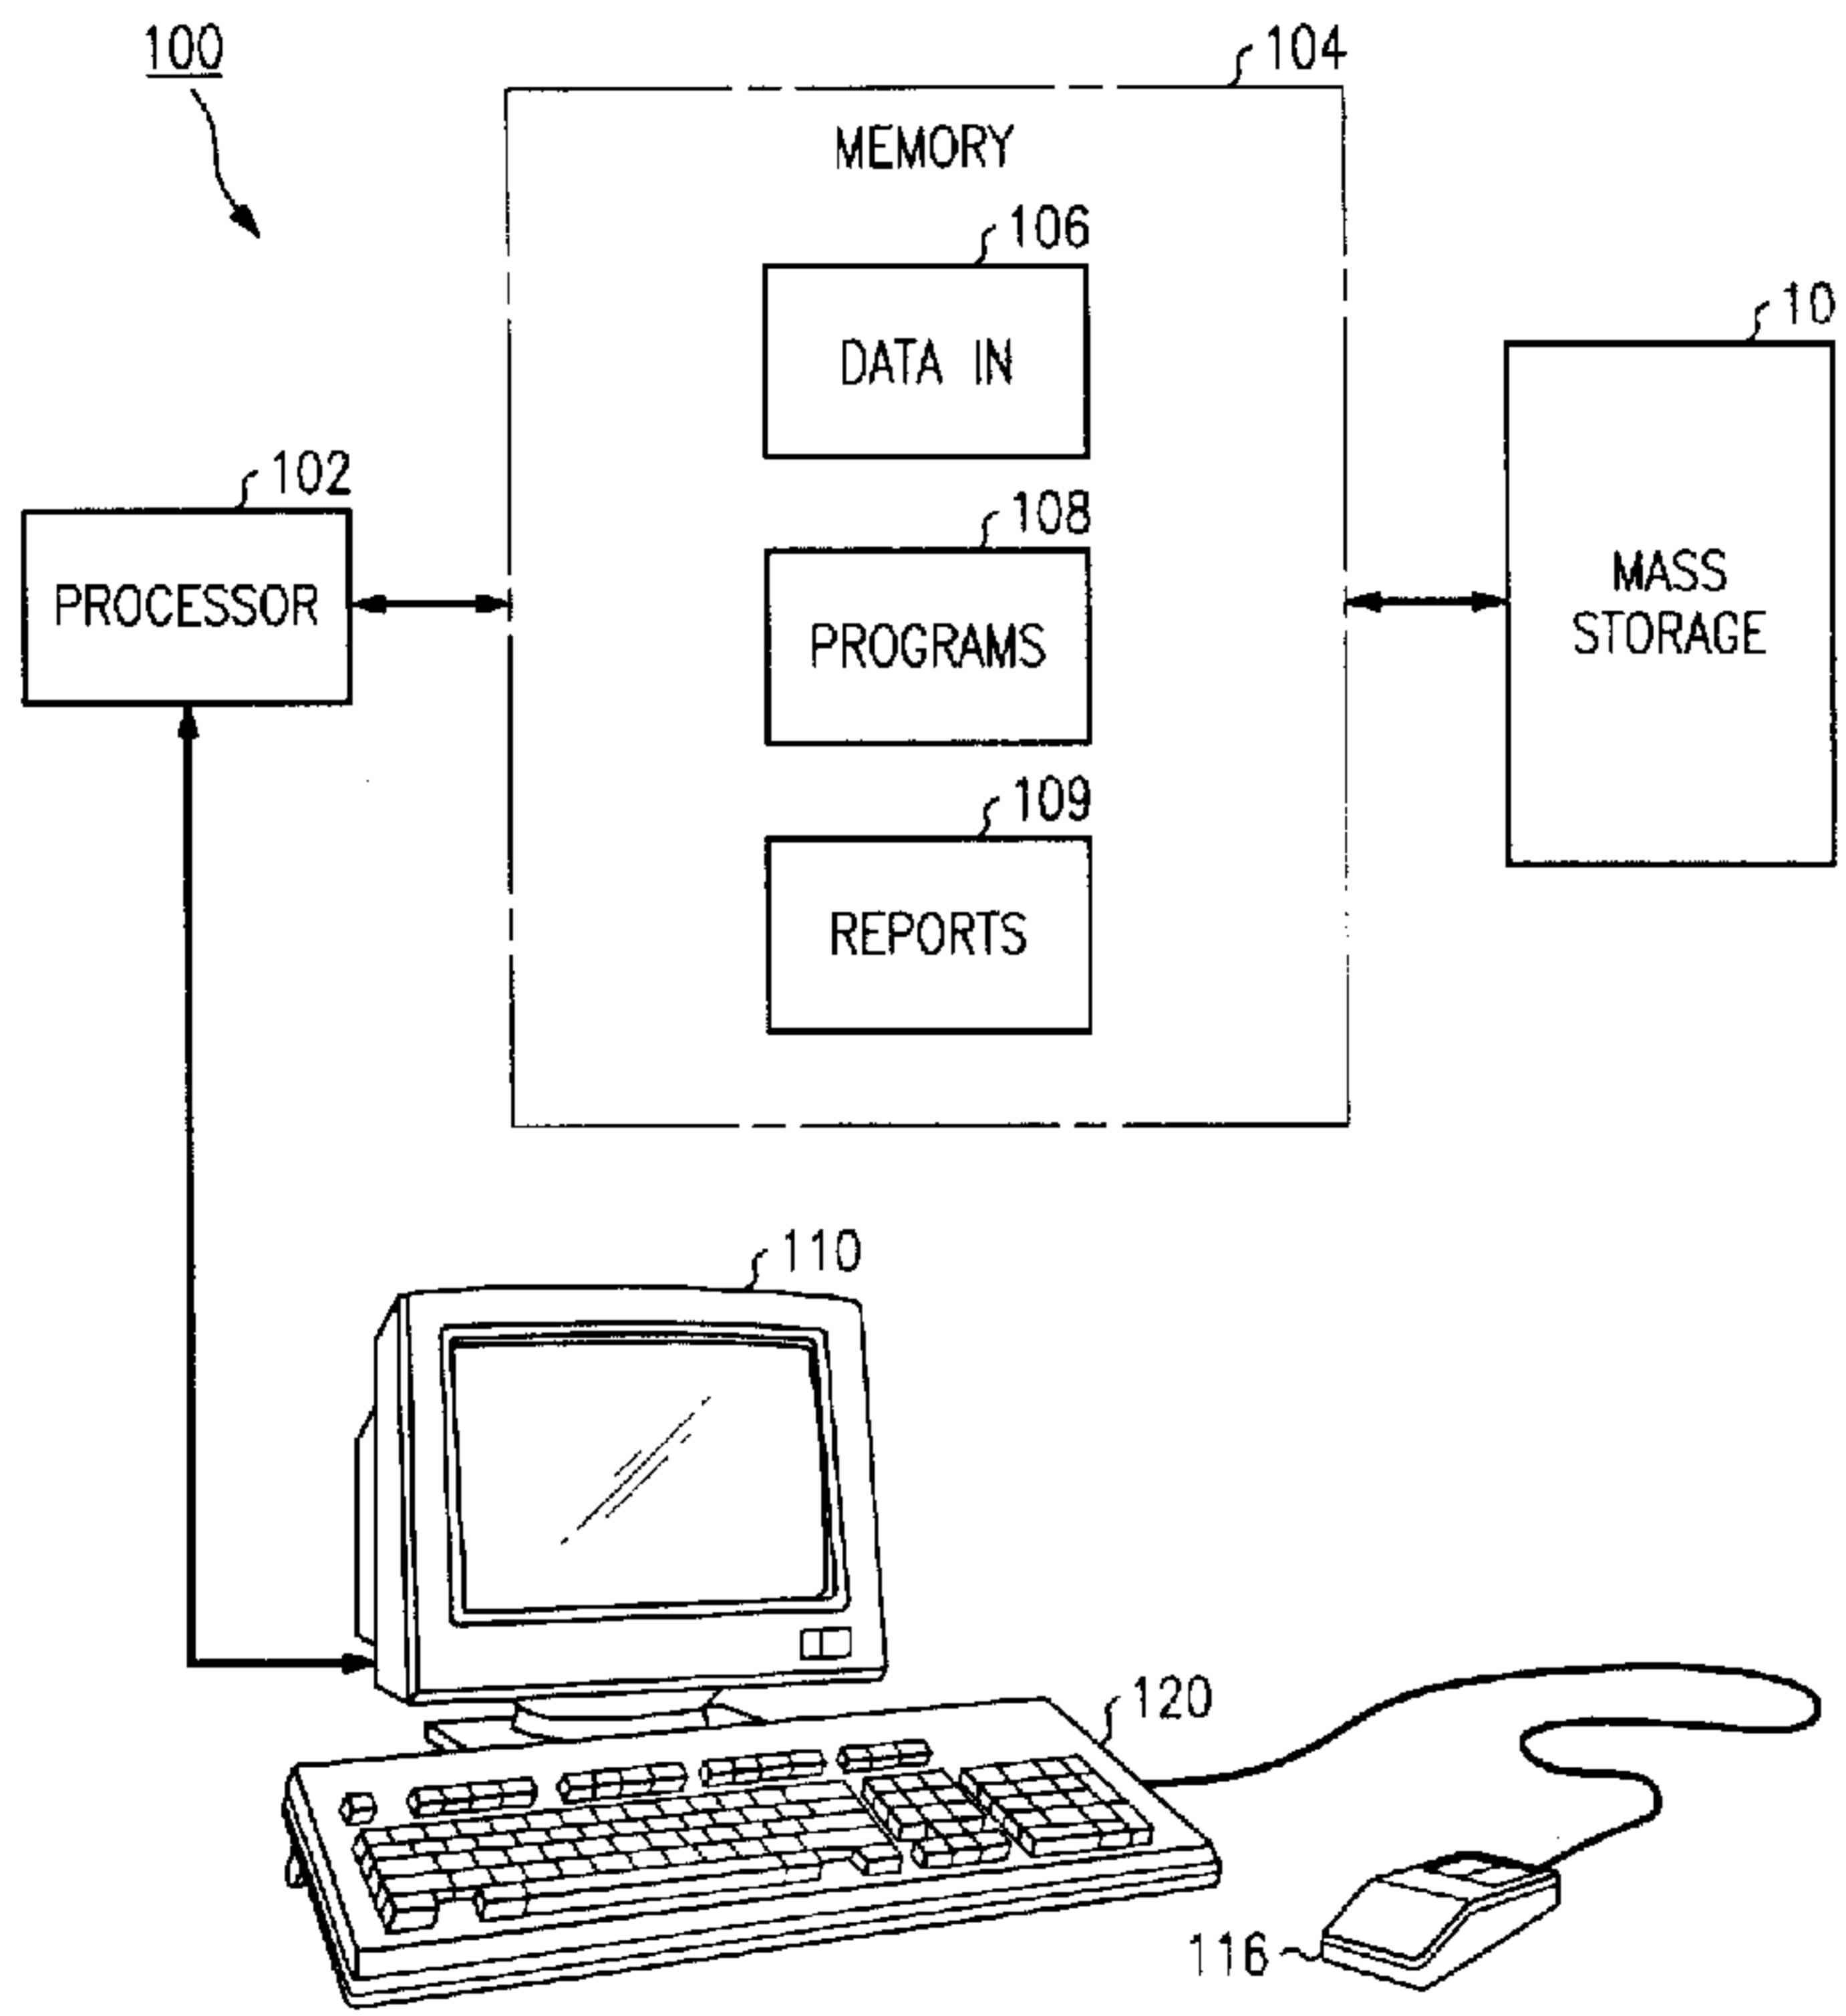 100
104
MEMORY
106
DATA IN
10
102
PROCESSOR
108
PROGRAMS
MASS
STORAGE
109
REPORTS
110
120
116